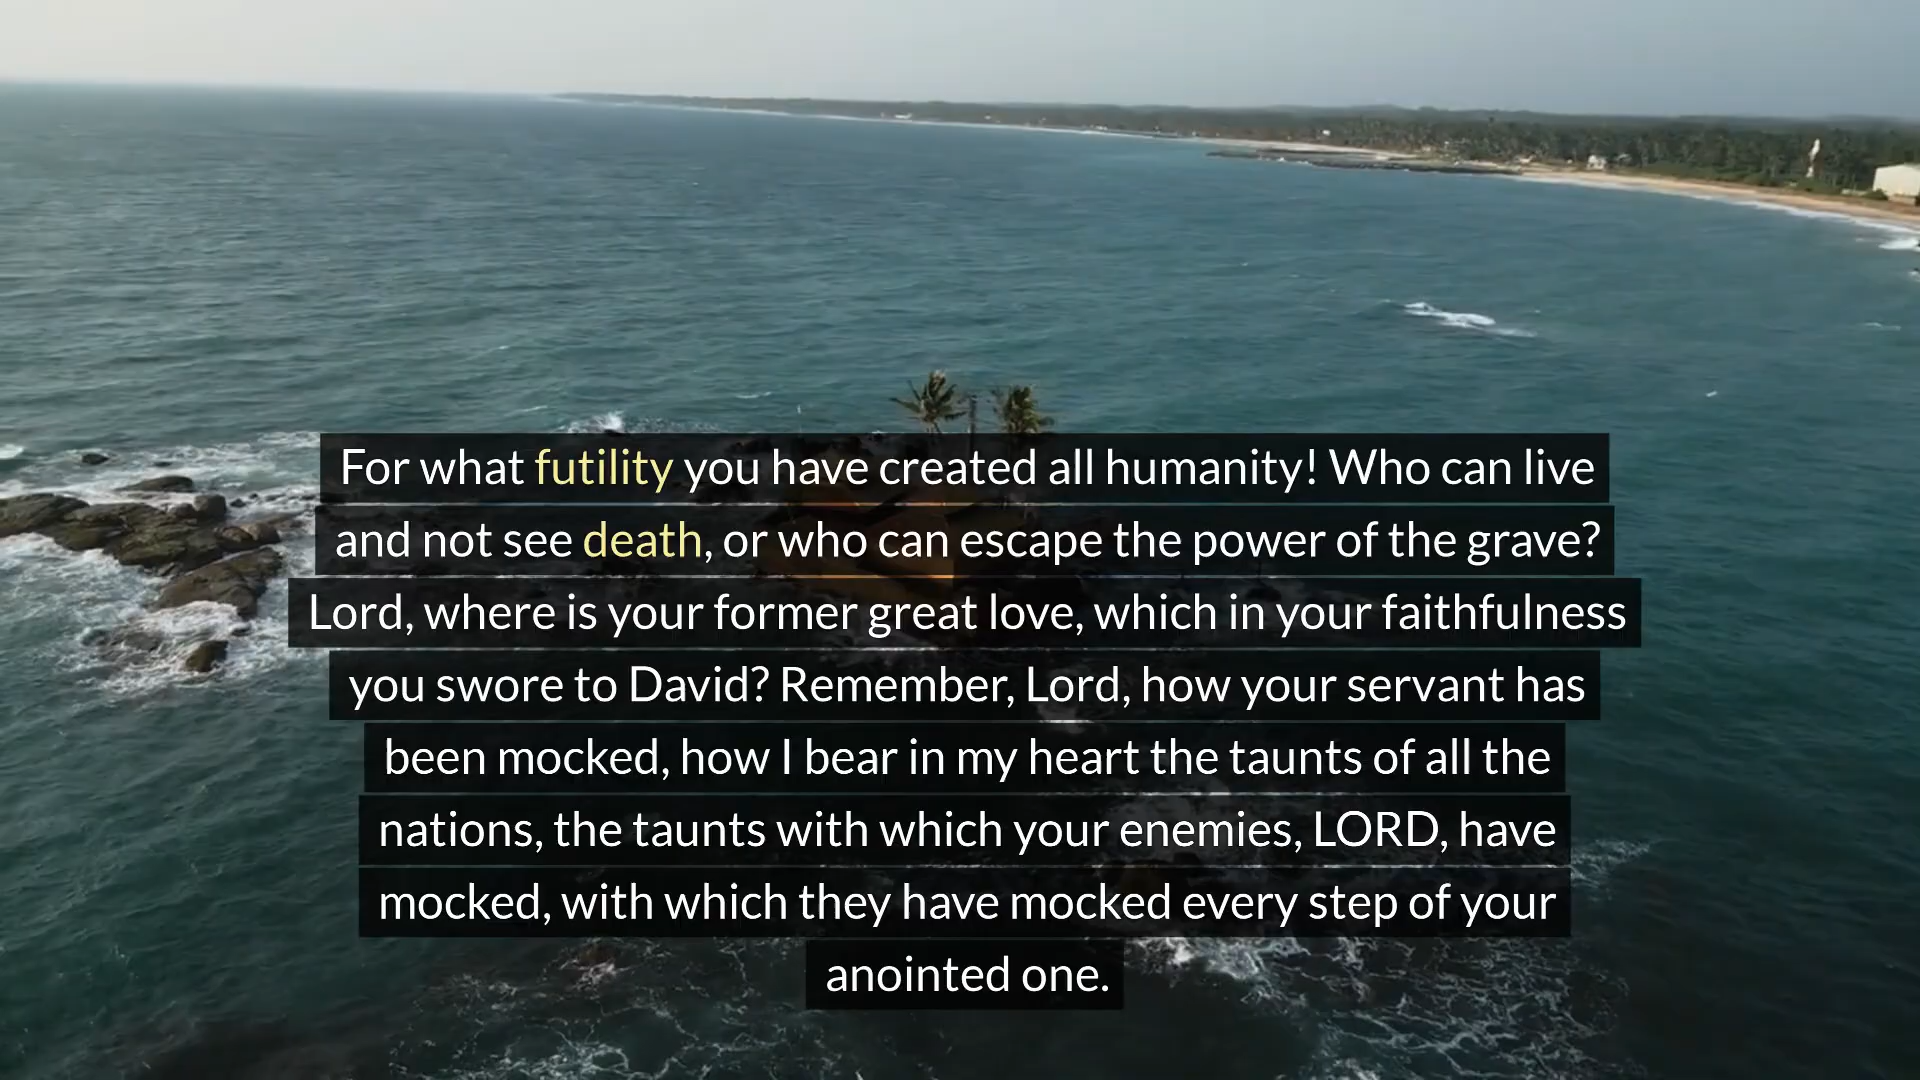 For what futility you have created all humanity! Who can live
and not see death, or who can escape the power of the grave?
Lord, where is your former great love, which in your faithfulness
you swore to David? Remember, Lord, how your servant has
been mocked, how I bear in my heart the taunts of all the
nations, the taunts with which your enemies, LORD, have
mocked, with which they have mocked every step of your
anointed one.